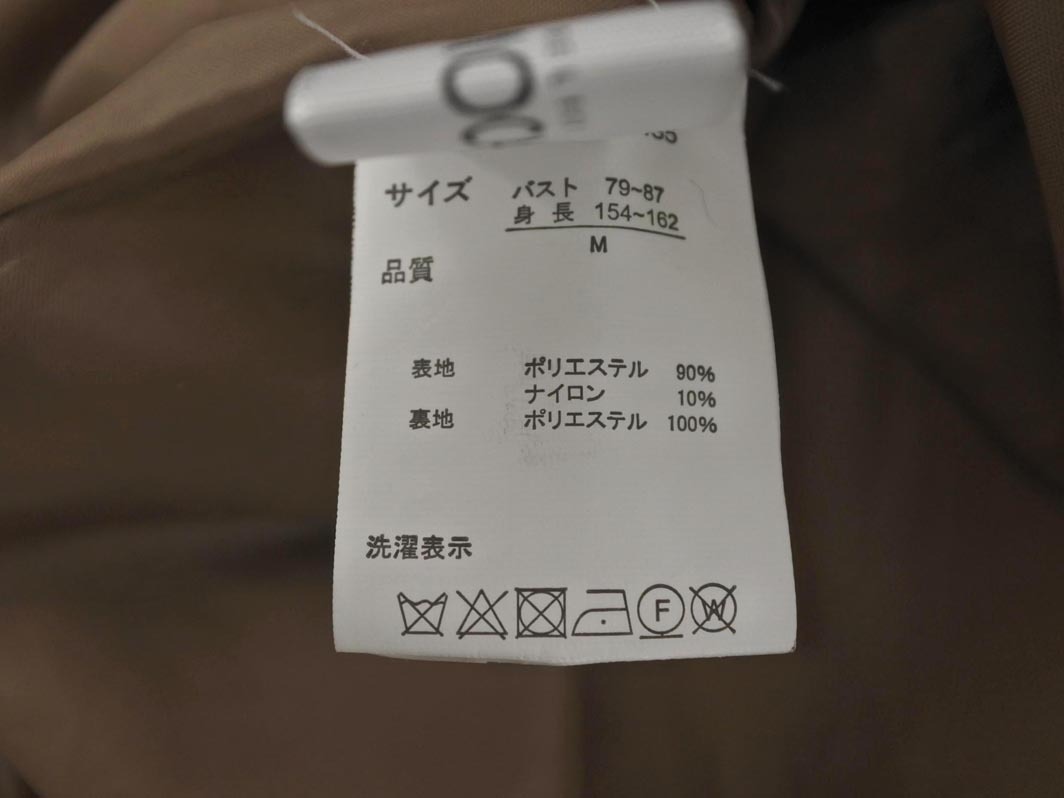 サイズ バスト 79~87
身長 154~162
M
品質
表地 ポリエステル 90%
ナイロン 10%
裏地 ポリエステル 100%
洗濯表示
F W